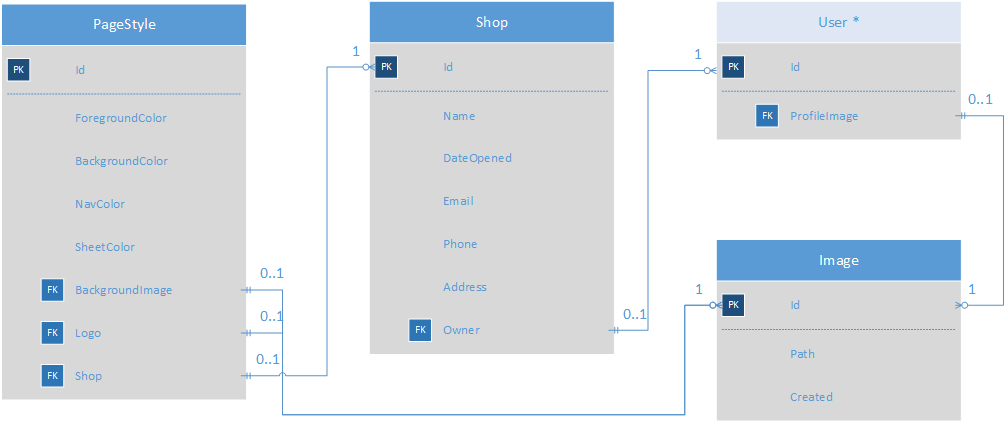 PageStyle
PK Id
ForegroundColor
BackgroundColor
NavColor
SheetColor
FK BackgroundImage 0..1
FK Logo 0..1
FK Shop 0..1
Shop
1 PK Id
Name
DateOpened
Email
Phone
Address
FK Owner 0..1
User *
1 PK Id
FK ProfileImage 0..1
Image
1 PK Id 1
Path
Created